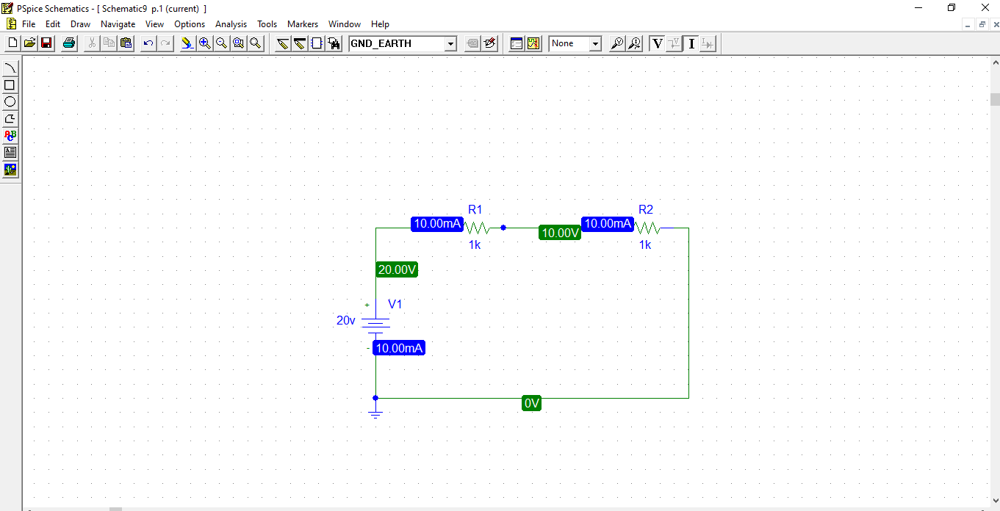 PSpice Schematics - [ Schematic9 p.1 (current) ]
File Edit Draw Navigate View Options Analysis Tools Markers Window Help
GND_EARTH None V I
ABC
A
R1 R2
10.00mA 10.00V 10.00mA
1k 1k
20.00V
+ V1
20v
- 10.00mA
0V